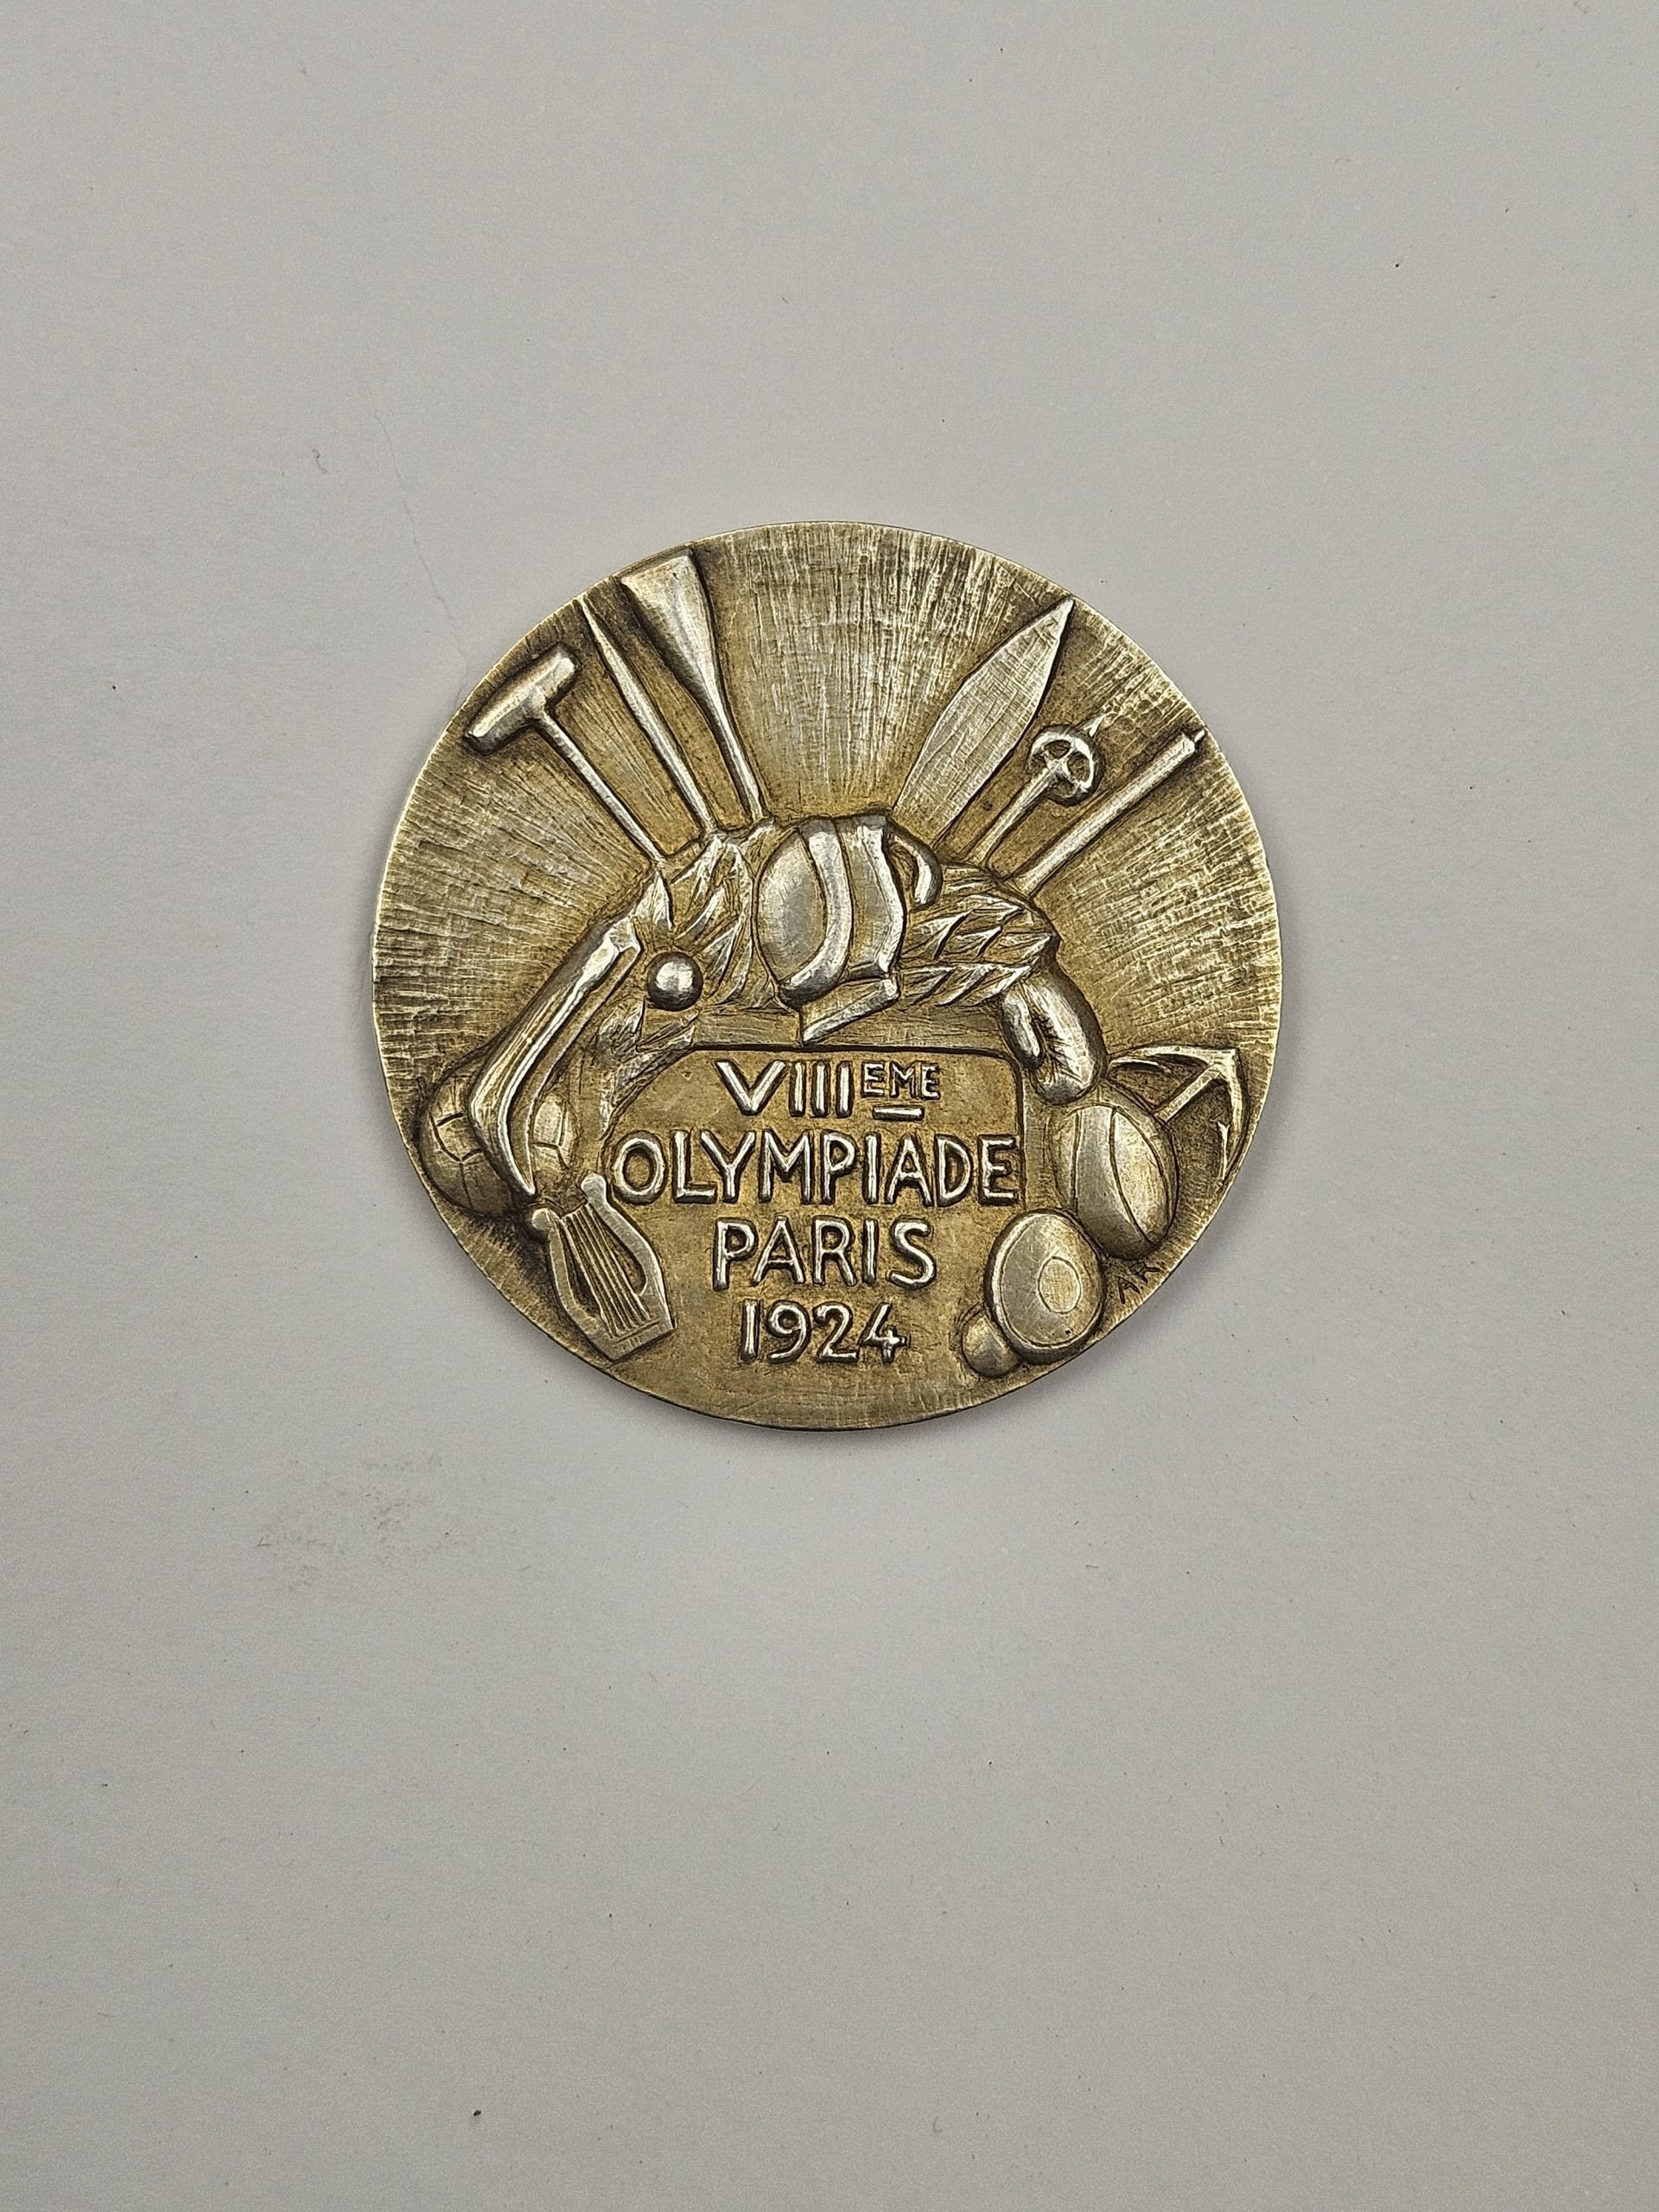 VIIIEME
OLYMPIADE
PARIS
1924
AR